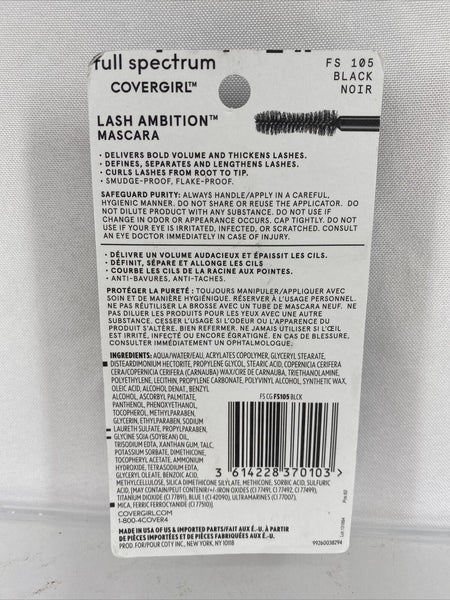 full spectrum
COVERGIRL™
FS 105
BLACK
NOIR
LASH AMBITION™
MASCARA
• DELIVERS BOLD VOLUME AND THICKENS LASHES.
• DEFINES, SEPARATES AND LENGTHENS LASHES.
• CURLS LASHES FROM ROOT TO TIP.
• SMUDGE-PROOF, FLAKE-PROOF.
SAFEGUARD PURITY: ALWAYS HANDLE/APPLY IN A CAREFUL,
HYGIENIC MANNER. DO NOT SHARE OR REUSE THE APPLICATOR. DO
NOT DILUTE PRODUCT WITH ANY SUBSTANCE. DO NOT USE IF
CHANGE IN ODOR OR APPEARANCE OCCURS. CAP TIGHTLY. DO NOT
USE IF YOUR EYE IS IRRITATED, INFECTED, OR SCRATCHED. CONSULT
AN EYE DOCTOR IMMEDIATELY IN CASE OF INJURY.
• DÉLIVRE UN VOLUME AUDACIEUX ET ÉPAISSIT LES CILS.
• DÉFINIT, SÉPARE ET ALLONGE LES CILS
• COURBE LES CILS DE LA RACINE AUX POINTES.
• ANTI-BAVURES, ANTI-TACHES.
PROTÉGER LA PURETÉ : TOUJOURS MANIPULER/APPLIQUER AVEC
SOIN ET DE MANIÈRE HYGIÉNIQUE. RÉSERVER À L'USAGE PERSONNEL.
NE PAS RÉUTILISER LA BROSSE AVEC UN TUBE DE MASCARA NEUF. NE
PAS DILUER LES PRODUITS POUR LES YEUX AVEC UNE AUTRE
SUBSTANCE. CESSER L'USAGE SI L'ODEUR OU L'APPARENCE DU
PRODUIT S'ALTÈRE. BIEN REFERMER. NE JAMAIS UTILISER SI L'ŒIL
EST IRRITÉ, INFECTÉ OU ENCORE ÉGRATIGNÉ. EN CAS DE BLESSURE,
CONSULTER IMMÉDIATEMENT UN OPHTALMOLOGUE.
INGREDIENTS: AQUA/WATER/EAU, ACRYLATES COPOLYMER, GLYCERYL STEARATE,
DISTEARDIMONIUM HECTORITE, PROPYLENE GLYCOL, STEARIC ACID, COPERNICIA CERIFERA
CERA/COPERNICIA CERIFERA (CARNAUBA) WAX/CIRE DE CARNAUBA, TRIETHANOLAMINE,
POLYETHYLENE, LECITHIN, PROPYLENE CARBONATE, POLYVINYL ALCOHOL, SYNTHETIC WAX,
OLEIC ACID, ALCOHOL DENAT., BENZYL
ALCOHOL, ASCORBYL PALMITATE,
PANTHENOL, PHENOXYETHANOL,
TOCOPHEROL, METHYLPARABEN,
GLYCERIN, ETHYLPARABEN, SODIUM
LAURETH SULFATE, PROPYLPARABEN,
GLYCINE SOJA (SOYBEAN) OIL,
TRISODIUM EDTA, XANTHAN GUM, TALC,
POTASSIUM SORBATE, DIMETHICONE,
TOCOPHERYL ACETATE, AMMONIUM
HYDROXIDE, TETRASODIUM EDTA,
GLYCERYL OLEATE, BENZOIC ACID,
METHYLCELLULOSE, SILICA DIMETHICONE SILYLATE, METHICONE, SORBIC ACID, SULFURIC
ACID, [MAY CONTAIN/PEUT CONTENIR/+/-:IRON OXIDES (CI 77491, CI 77492, CI 77499),
TITANIUM DIOXIDE (CI 77891), BLUE 1 (CI 42090), ULTRAMARINES (CI 77007),
MICA, FERRIC FERROCYANIDE (CI 77510)].
FS CG FS105 BLCK
3 614228 370103 >
COVERGIRL.COM
1-800-4COVER4
MADE IN USA OF US & IMPORTED PARTS/FAIT AUX É.-U. À PARTIR
DE PIÈCES IMPORTÉES ET DE PIÈCES FABRIQUÉES AUX É.-U.
PROD. FOR/POUR COTY INC., NEW YORK, NY 10118
99260038294